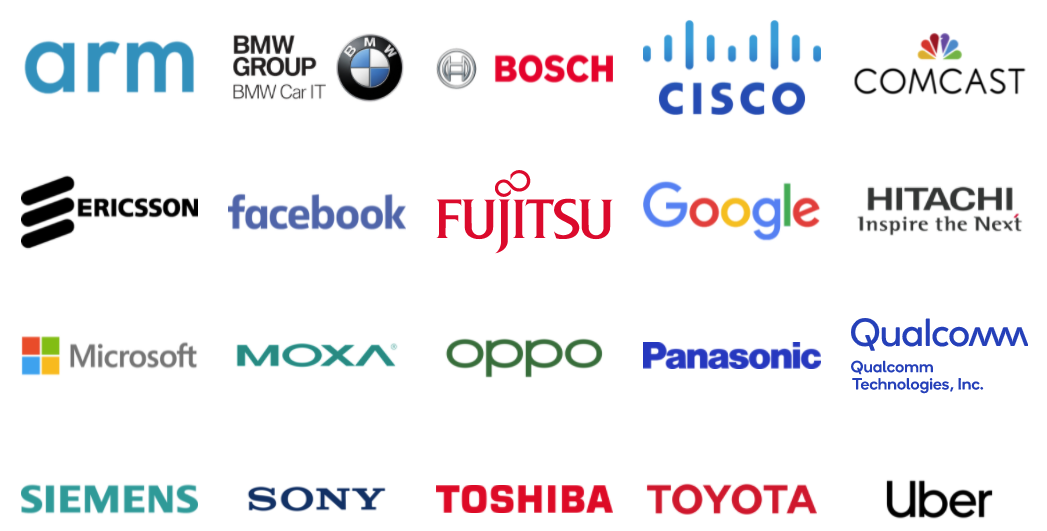 arm
BMW
GROUP
BMW Car IT
BMW
BOSCH
CISCO
COMCAST
ERICSSON
facebook
FUJITSU
Google
HITACHI
Inspire the Next
Microsoft
MOXA®
oppo
Panasonic
Qualcomm
Qualcomm
Technologies, Inc.
SIEMENS
SONY
TOSHIBA
TOYOTA
Uber